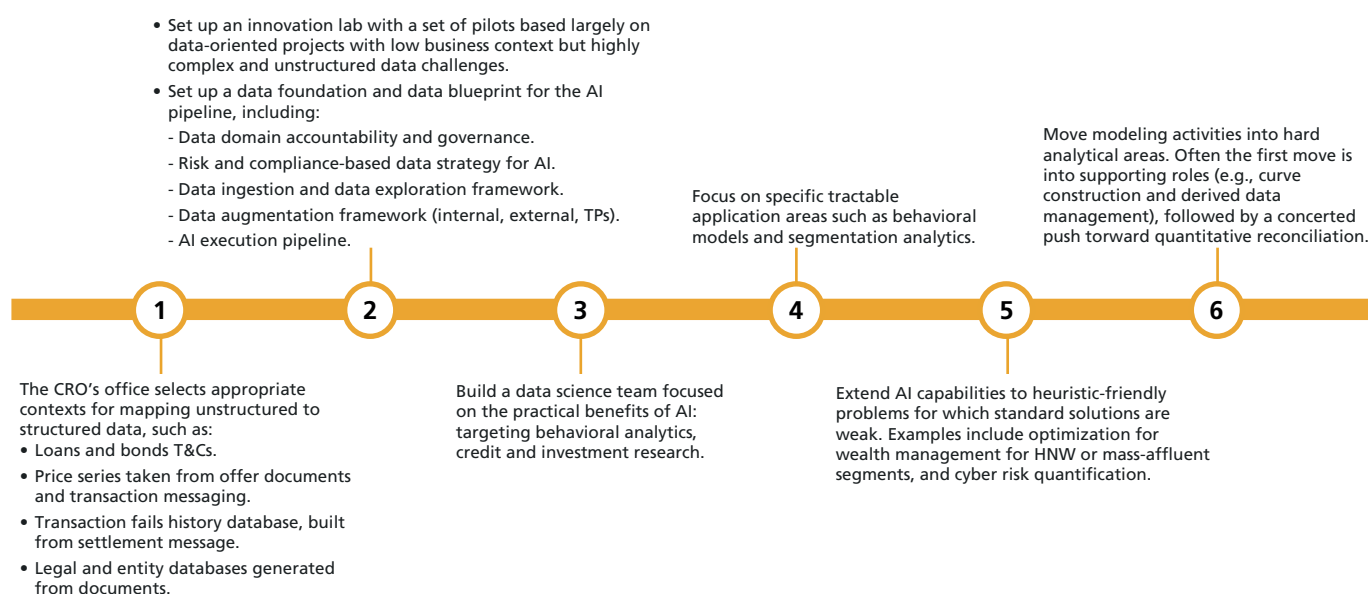 • Set up an innovation lab with a set of pilots based largely on
data-oriented projects with low business context but highly
complex and unstructured data challenges.
• Set up a data foundation and data blueprint for the AI
pipeline, including:
- Data domain accountability and governance.
- Risk and compliance-based data strategy for AI.
- Data ingestion and data exploration framework.
- Data augmentation framework (internal, external, TPs).
- AI execution pipeline.
Focus on specific tractable
application areas such as behavioral
models and segmentation analytics.
Move modeling activities into hard
analytical areas. Often the first move is
into supporting roles (e.g., curve
construction and derived data
management), followed by a concerted
push torward quantitative reconciliation.
1
2
3
4
5
6
The CRO's office selects appropriate
contexts for mapping unstructured to
structured data, such as:
• Loans and bonds T&Cs.
• Price series taken from offer documents
and transaction messaging.
• Transaction fails history database, built
from settlement message.
• Legal and entity databases generated
from documents.
Build a data science team focused
on the practical benefits of AI:
targeting behavioral analytics,
credit and investment research.
Extend AI capabilities to heuristic-friendly
problems for which standard solutions are
weak. Examples include optimization for
wealth management for HNW or mass-affluent
segments, and cyber risk quantification.